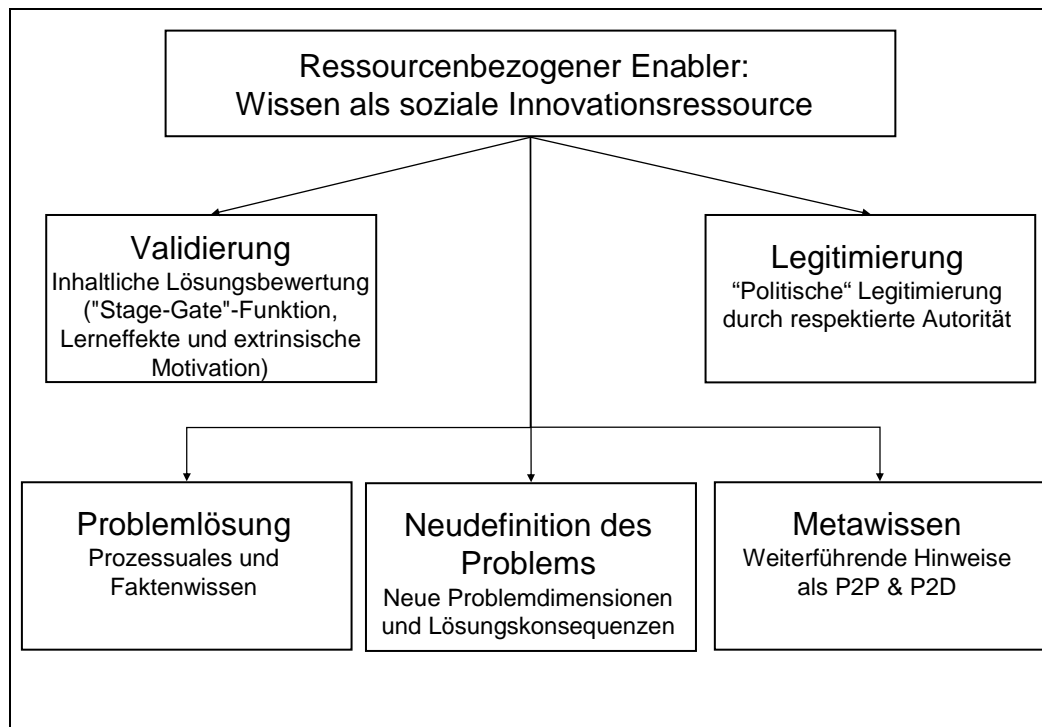 Ressourcenbezogener Enabler:
Wissen als soziale Innovationsressource
Validierung
Inhaltliche Lösungsbewertung
("Stage-Gate"-Funktion,
Lerneffekte und extrinsische
Motivation)
Legitimierung
“Politische“ Legitimierung
durch respektierte Autorität
Problemlösung
Prozessuales und
Faktenwissen
Neudefinition des
Problems
Neue Problemdimensionen
und Lösungskonsequenzen
Metawissen
Weiterführende Hinweise
als P2P & P2D